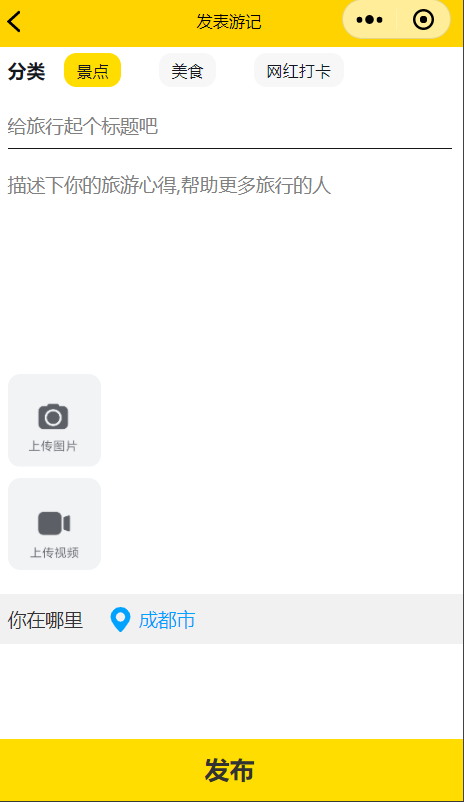 发表游记
分类 景点 美食 网红打卡
给旅行起个标题吧
描述下你的旅游心得,帮助更多旅行的人
上传图片
上传视频
你在哪里 成都市
发布